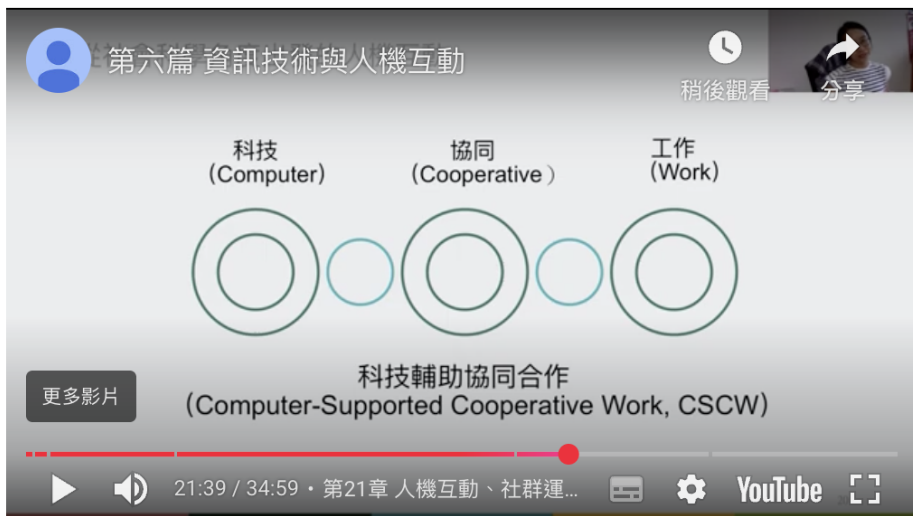 第六篇 資訊技術與人機互動
稍後觀看
分享
科技
(Computer)
協同
(Cooperative）
工作
(Work)
科技輔助協同合作
(Computer-Supported Cooperative Work, CSCW)
更多影片
21:39 / 34:59 • 第21章 人機互動、社群運...
YouTube